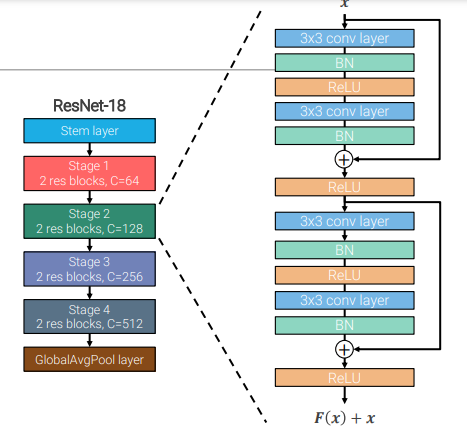 ResNet-18
Stem layer
Stage 1
2 res blocks, C=64
Stage 2
2 res blocks, C=128
Stage 3
2 res blocks, C=256
Stage 4
2 res blocks, C=512
GlobalAvgPool layer
x
3x3 conv layer
BN
ReLU
3x3 conv layer
BN
+
ReLU
3x3 conv layer
BN
ReLU
3x3 conv layer
BN
+
ReLU
F(x) + x